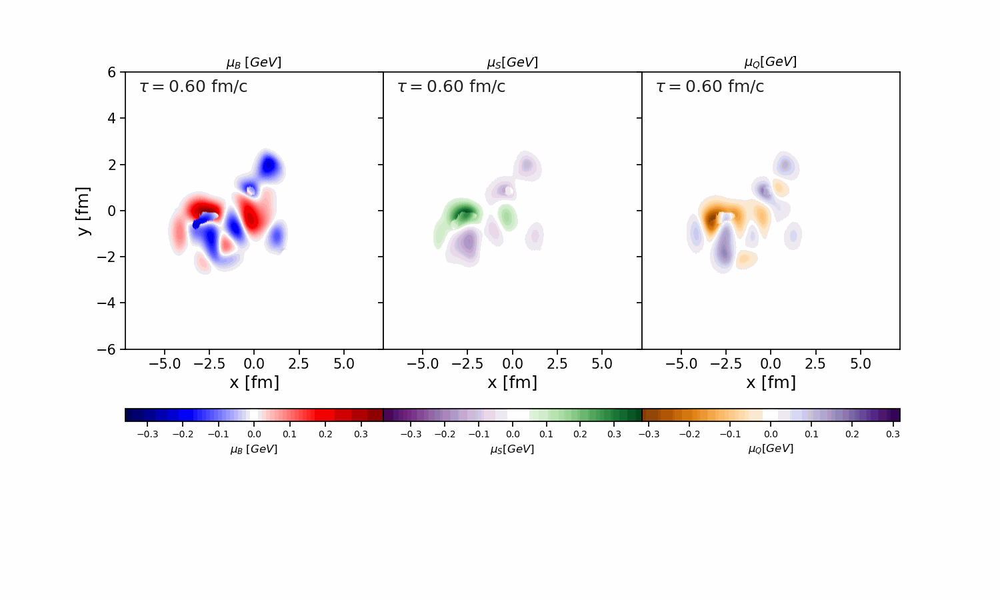 μB [GeV] μS[GeV] μQ[GeV]
τ = 0.60 fm/c τ = 0.60 fm/c τ = 0.60 fm/c
6
4
2
0
−2
−4
−6
y [fm]
−5.0 −2.5 0.0 2.5 5.0 −5.0 −2.5 0.0 2.5 5.0 −5.0 −2.5 0.0 2.5 5.0
x [fm] x [fm] x [fm]
−0.3 −0.2 −0.1 0.0 0.1 0.2 0.3 −0.3 −0.2 −0.1 0.0 0.1 0.2 0.3 −0.3 −0.2 −0.1 0.0 0.1 0.2 0.3
μB [GeV] μS[GeV] μQ[GeV]